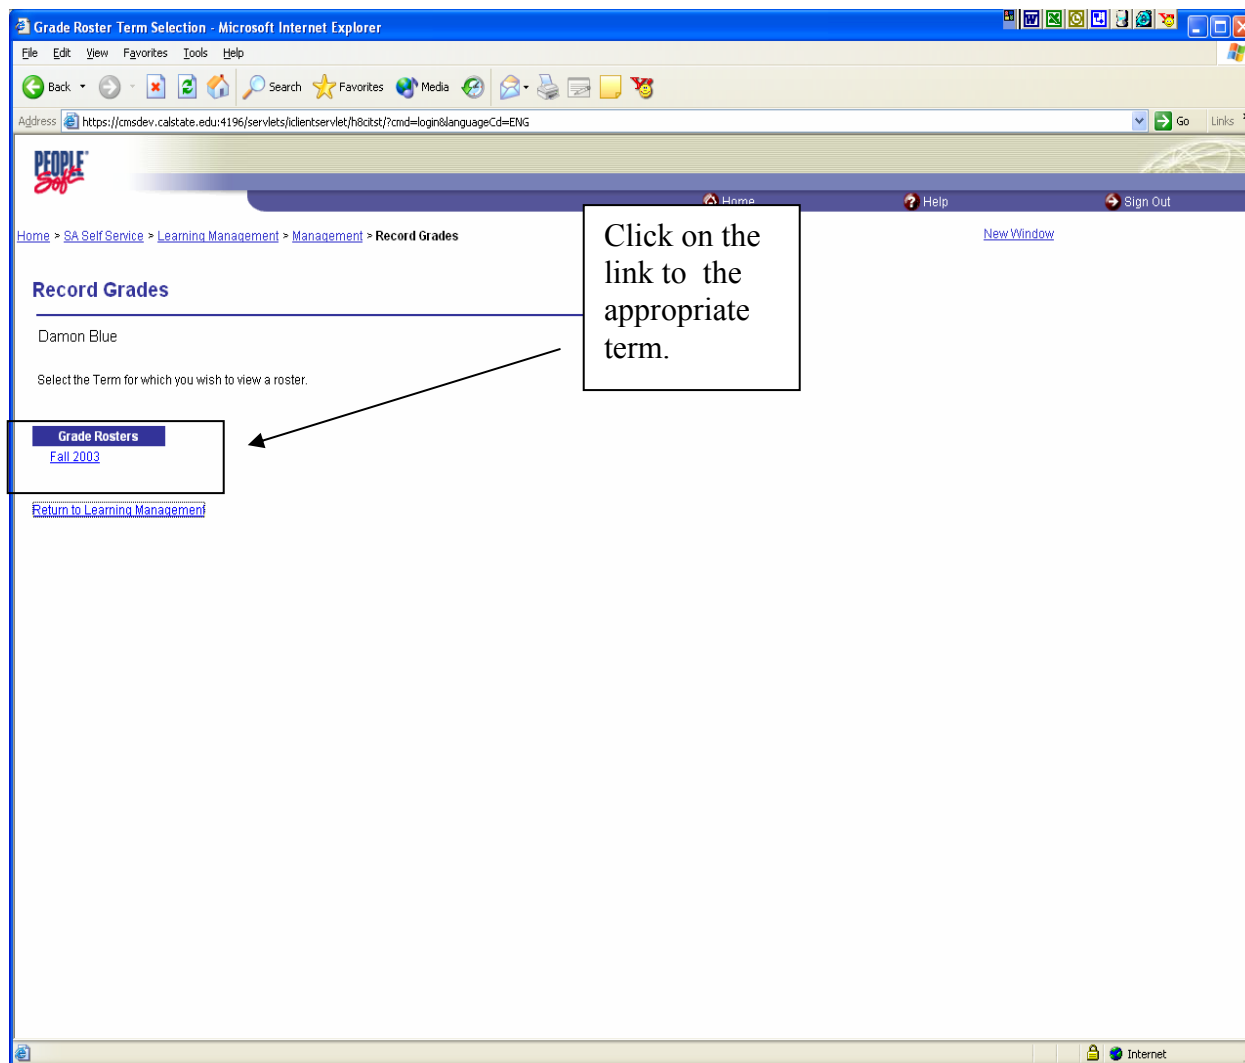 Grade Roster Term Selection - Microsoft Internet Explorer
File Edit View Favorites Tools Help
Back Search Favorites Media
Address https://cmsdev.calstate.edu:4196/servlets/iclientservlet/h8citst/?cmd=login&languageCd=ENG Go Links
PEOPLE
Soft
Home Help Sign Out
Home > SA Self Service > Learning Management > Management > Record Grades New Window
Click on the
link to the
appropriate
term.
Record Grades
Damon Blue
Select the Term for which you wish to view a roster.
Grade Rosters
Fall 2003
Return to Learning Management
Internet